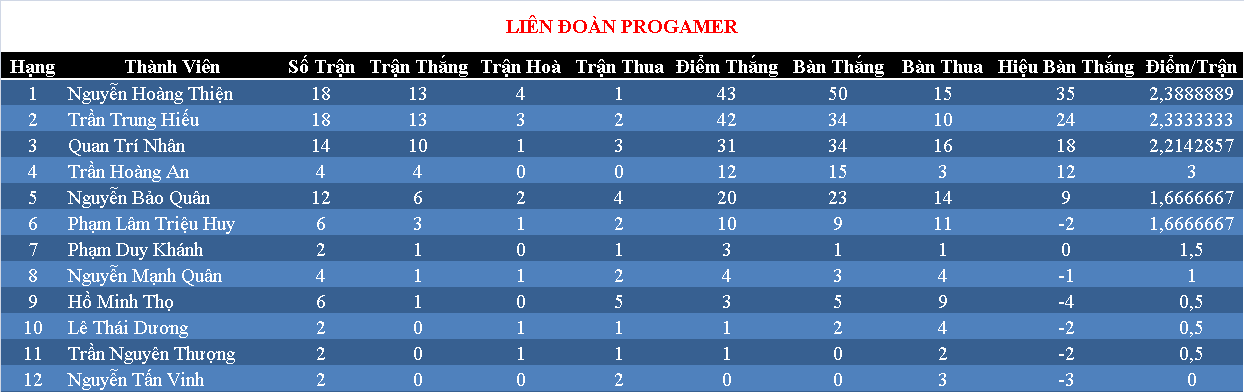 LIÊN ĐOÀN PROGAMER
Hạng Thành Viên Số Trận Trận Thắng Trận Hoà Trận Thua Điểm Thắng Bàn Thắng Bàn Thua Hiệu Bàn Thắng Điểm/Trận
1 Nguyễn Hoàng Thiện 18 13 4 1 43 50 15 35 2,3888889
2 Trần Trung Hiếu 18 13 3 2 42 34 10 24 2,3333333
3 Quan Trí Nhân 14 10 1 3 31 34 16 18 2,2142857
4 Trần Hoàng An 4 4 0 0 12 15 3 12 3
5 Nguyễn Bảo Quân 12 6 2 4 20 23 14 9 1,6666667
6 Phạm Lâm Triệu Huy 6 3 1 2 10 9 11 -2 1,6666667
7 Phạm Duy Khánh 2 1 0 1 3 1 1 0 1,5
8 Nguyễn Mạnh Quân 4 1 1 2 4 3 4 -1 1
9 Hồ Minh Thọ 6 1 0 5 3 5 9 -4 0,5
10 Lê Thái Dương 2 0 1 1 1 2 4 -2 0,5
11 Trần Nguyên Thượng 2 0 1 1 1 0 2 -2 0,5
12 Nguyễn Tấn Vinh 2 0 0 2 0 0 3 -3 0